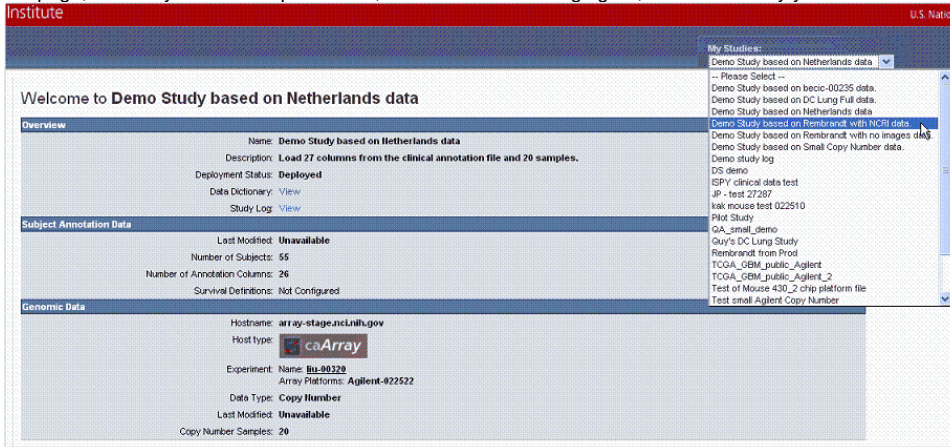 Institute
U.S. Natio
My Studies:
Demo Study based on Netherlands data
-- Please Select --
Demo Study based on becic-00235 data.
Demo Study based on DC Lung Full data.
Demo Study based on Netherlands data
Demo Study based on Rembrandt with NCRI data.
Demo Study based on Rembrandt with no images data.
Demo Study based on Small Copy Number data.
Demo study log
DS demo
ISPY clinical data test
JP - test 27287
kak mouse test 022510
Pilot Study
QA_small_demo
Quy's DC Lung Study
Rembrandt from Prod
TCGA_GBM_public_Agilent
TCGA_GBM_public_Agilent_2
Test of Mouse 430_2 chip platform file
Test small Agilent Copy Number
Welcome to Demo Study based on Netherlands data
Overview
Name: Demo Study based on Netherlands data
Description: Load 27 columns from the clinical annotation file and 20 samples.
Deployment Status: Deployed
Data Dictionary: View
Study Log: View
Subject Annotation Data
Last Modified: Unavailable
Number of Subjects: 55
Number of Annotation Columns: 26
Survival Definitions: Not Configured
Genomic Data
Hostname: array-stage.nci.nih.gov
Host type: caArray
Experiment: Name: liu-00320
Array Platforms: Agilent-022522
Data Type: Copy Number
Last Modified: Unavailable
Copy Number Samples: 20